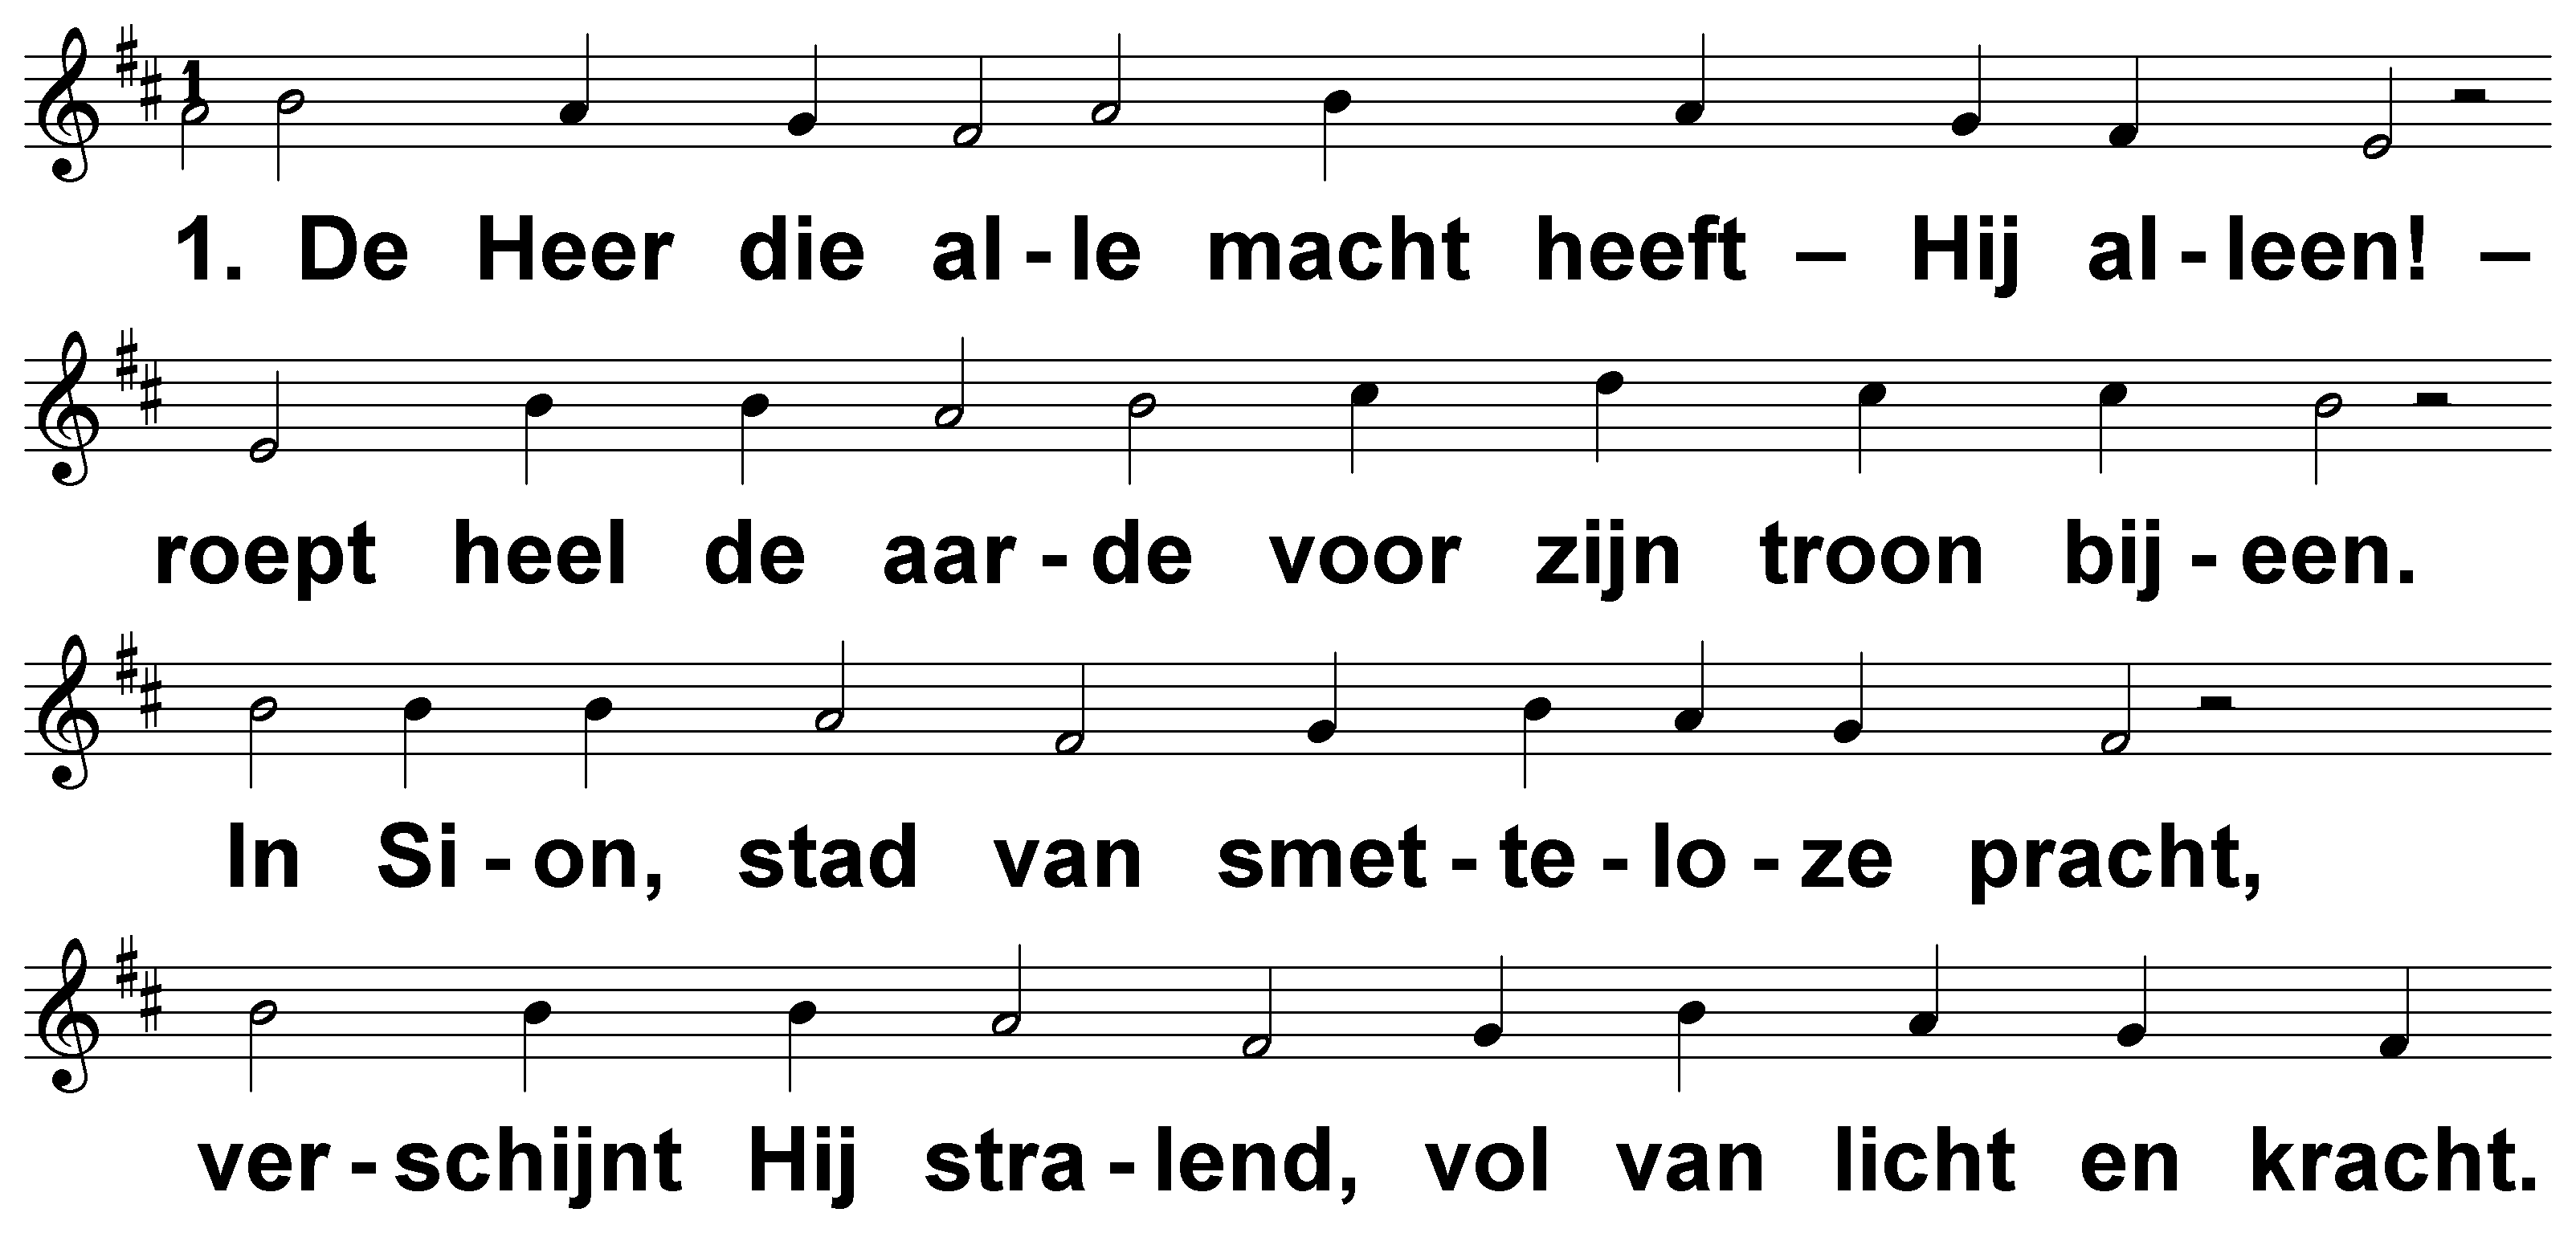 1
1. De Heer die al - le macht heeft – Hij al - leen! –
roept heel de aar - de voor zijn troon bij - een.
In Si - on, stad van smet - te - lo - ze pracht,
ver - schijnt Hij stra - lend, vol van licht en kracht.